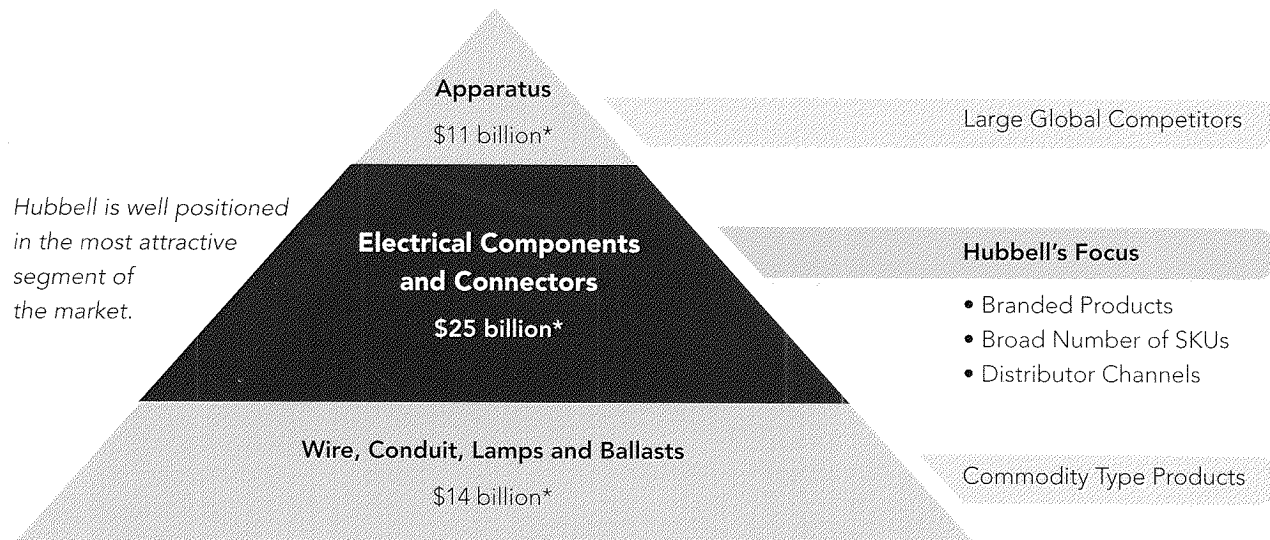 Apparatus
$11 billion*
Large Global Competitors
Hubbell is well positioned
in the most attractive
segment of
the market.
Electrical Components
and Connectors
$25 billion*
Hubbell's Focus
• Branded Products
• Broad Number of SKUs
• Distributor Channels
Wire, Conduit, Lamps and Ballasts
$14 billion*
Commodity Type Products